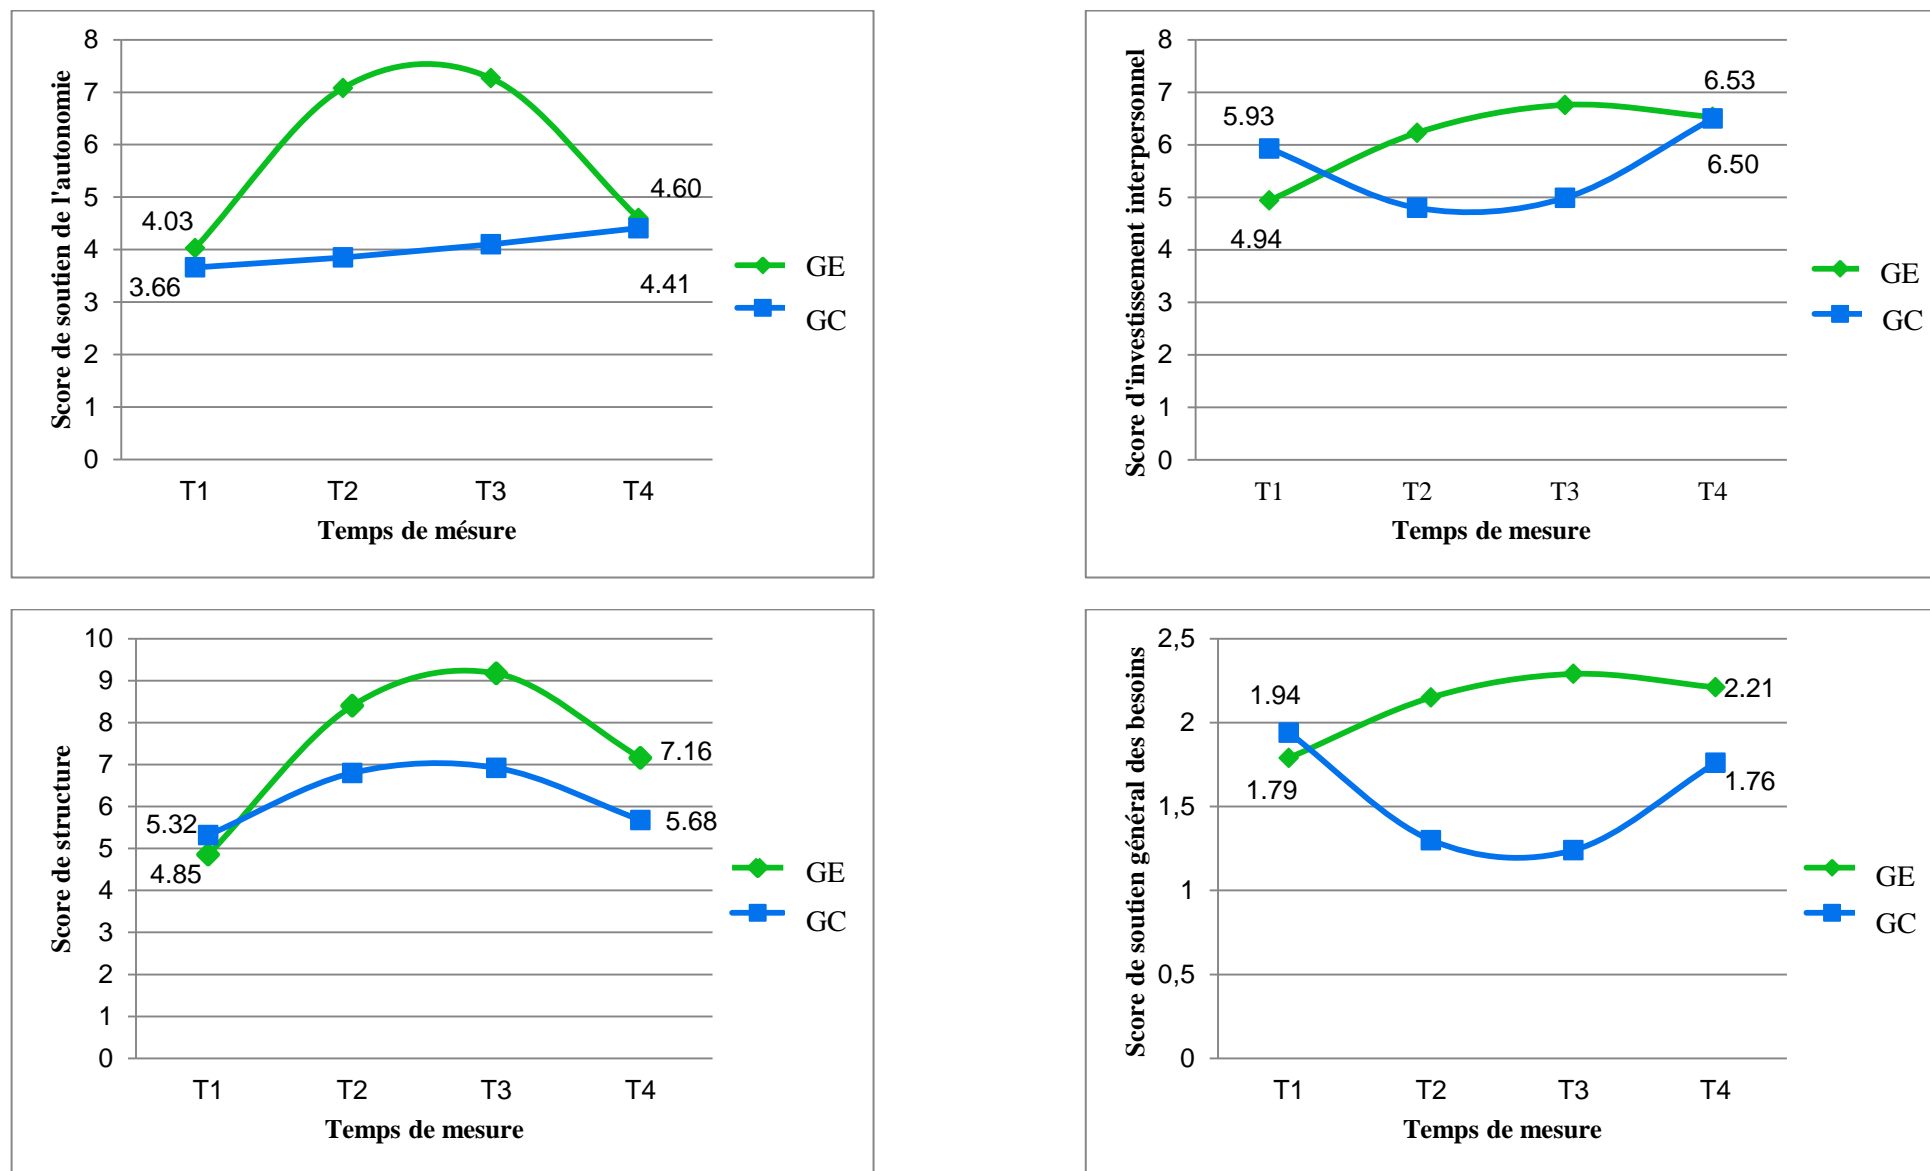 Score de soutien de l'autonomie
8
7
6
5
4
3
2
1
0
4.03
3.66
4.60
4.41
T1 T2 T3 T4
Temps de mésure
GE
GC
Score d'investissement interpersonnel
8
7
6
5
4
3
2
1
0
5.93
4.94
6.53
6.50
T1 T2 T3 T4
Temps de mesure
GE
GC
Score de structure
10
9
8
7
6
5
4
3
2
1
0
5.32
4.85
7.16
5.68
T1 T2 T3 T4
Temps de mesure
GE
GC
Score de soutien général des besoins
2,5
2
1,5
1
0,5
0
1.94
1.79
2.21
1.76
T1 T2 T3 T4
Temps de mesure
GE
GC